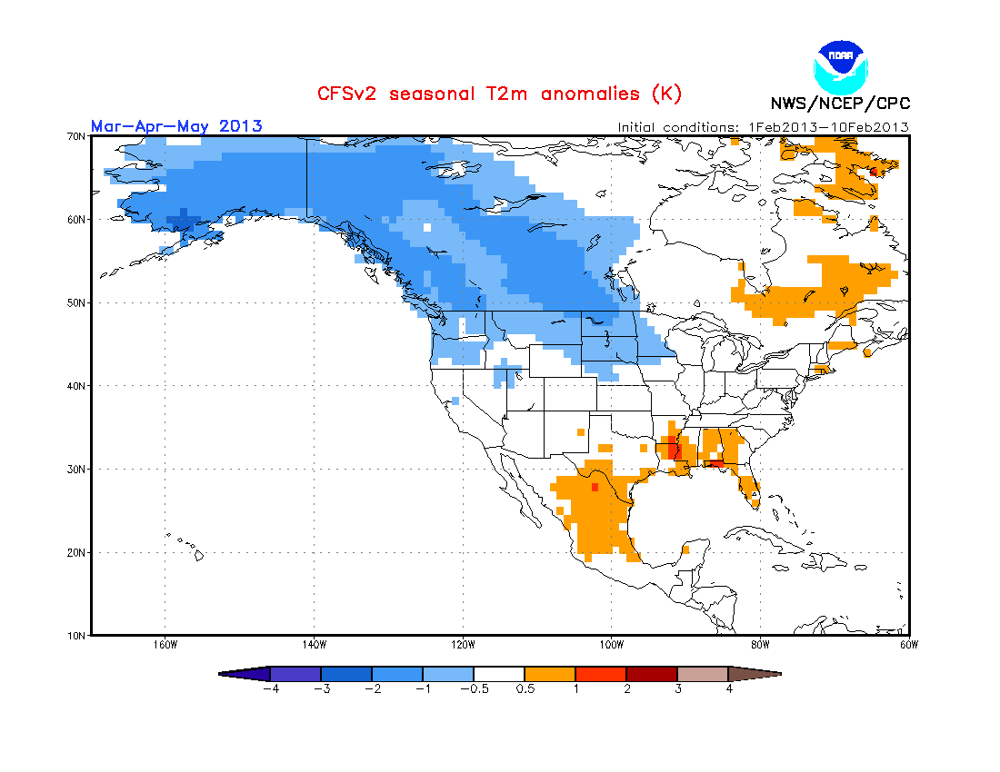 NOAA
CFSv2 seasonal T2m anomalies (K)
NWS/NCEP/CPC
Mar-Apr-May 2013
Initial conditions: 1Feb2013-10Feb2013
70N
60N
50N
40N
30N
20N
10N
160W 140W 120W 100W 80W 60W
-4 -3 -2 -1 -0.5 0.5 1 2 3 4